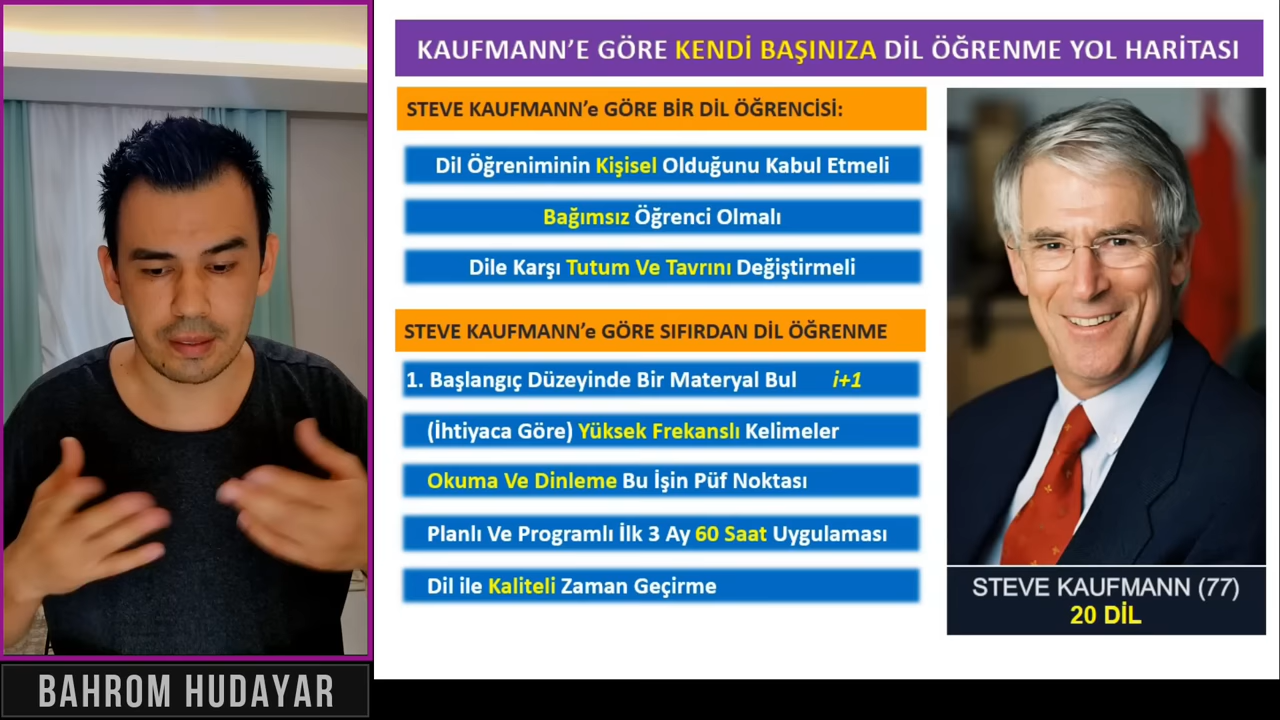 KAUFMANN'E GÖRE KENDİ BAŞINIZA DİL ÖĞRENME YOL HARİTASI
STEVE KAUFMANN'e GÖRE BİR DİL ÖĞRENCİSİ:
Dil Öğreniminin Kişisel Olduğunu Kabul Etmeli
Bağımsız Öğrenci Olmalı
Dile Karşı Tutum Ve Tavrını Değiştirmeli
STEVE KAUFMANN'e GÖRE SIFIRDAN DİL ÖĞRENME
1. Başlangıç Düzeyinde Bir Materyal Bul i+1
(İhtiyaca Göre) Yüksek Frekanslı Kelimeler
Okuma Ve Dinleme Bu İşin Püf Noktası
Planlı Ve Programlı İlk 3 Ay 60 Saat Uygulaması
Dil ile Kaliteli Zaman Geçirme
STEVE KAUFMANN (77)
20 DİL
BAHROM HUDAYAR